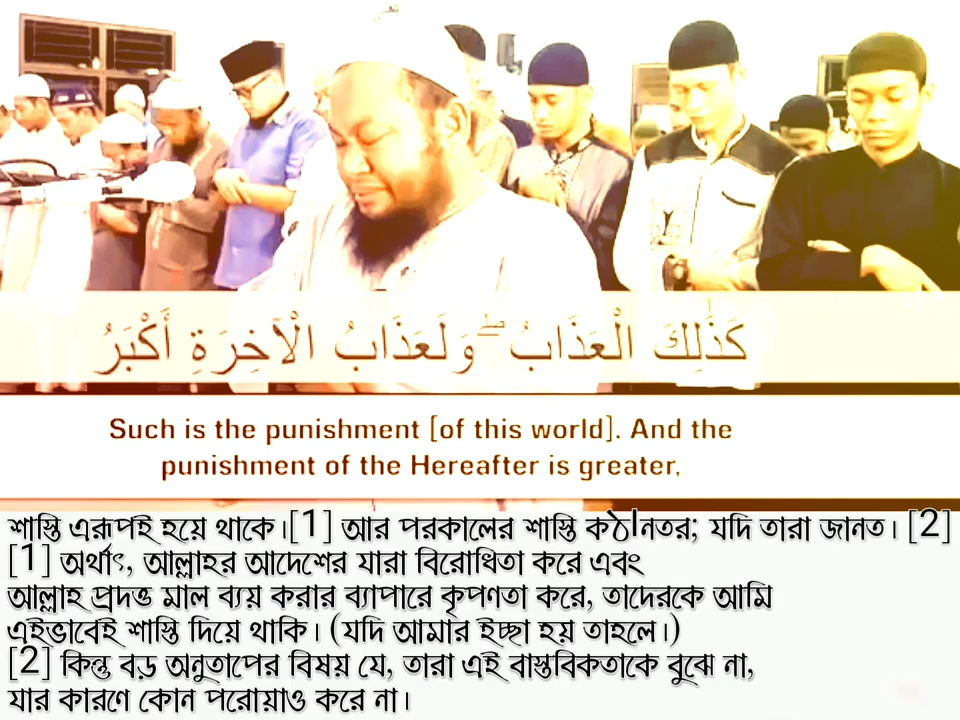 كَذَٰلِكَ الْعَذَابُ ۖ وَلَعَذَابُ الْآخِرَةِ أَكْبَرُ
Such is the punishment [of this world]. And the
punishment of the Hereafter is greater,
শাস্তি এরূপই হয়ে থাকে।[1] আর পরকালের শাস্তি কঠিনতর; যদি তারা জানত। [2]
[1] অর্থাৎ, আল্লাহর আদেশের যারা বিরোধিতা করে এবং
আল্লাহ প্রদত্ত মাল ব্যয় করার ব্যাপারে কৃপণতা করে, তাদেরকে আমি
এইভাবেই শাস্তি দিয়ে থাকি। (যদি আমার ইচ্ছা হয় তাহলে।)
[2] কিন্তু বড় অনুতাপের বিষয় যে, তারা এই বাস্তবিকতাকে বুঝে না,
যার কারণে কোন পরোয়াও করে না।